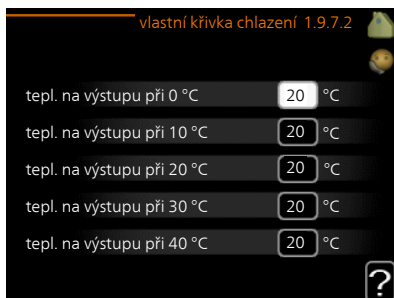 vlastní křivka chlazení 1.9.7.2
tepl. na výstupu při 0 °C 20 °C
tepl. na výstupu při 10 °C 20 °C
tepl. na výstupu při 20 °C 20 °C
tepl. na výstupu při 30 °C 20 °C
tepl. na výstupu při 40 °C 20 °C
?